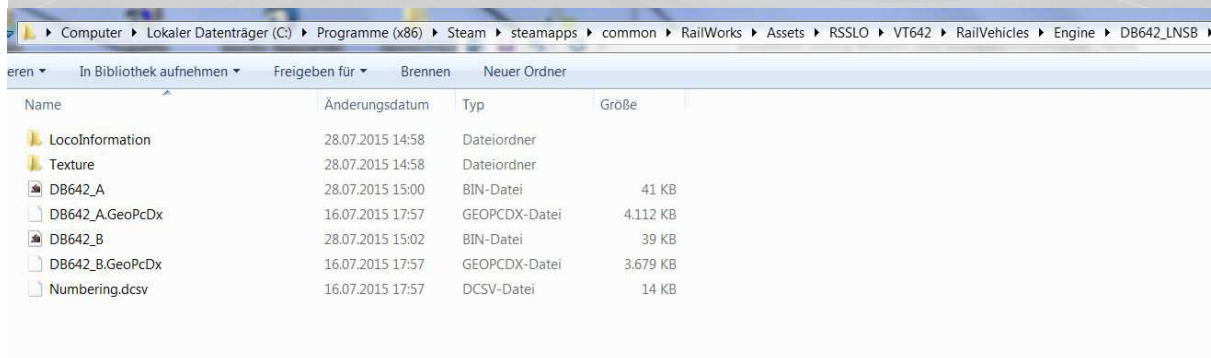 Computer ▸ Lokaler Datenträger (C:) ▸ Programme (x86) ▸ Steam ▸ steamapps ▸ common ▸ RailWorks ▸ Assets ▸ RSSLO ▸ VT642 ▸ RailVehicles ▸ Engine ▸ DB642_LNSB ▸
eren In Bibliothek aufnehmen Freigeben für Brennen Neuer Ordner
Name Änderungsdatum Typ Größe
LocoInformation 28.07.2015 14:58 Dateiordner
Texture 28.07.2015 14:58 Dateiordner
DB642_A 28.07.2015 15:00 BIN-Datei 41 KB
DB642_A.GeoPcDx 16.07.2015 17:57 GEOPCDX-Datei 4.112 KB
DB642_B 28.07.2015 15:02 BIN-Datei 39 KB
DB642_B.GeoPcDx 16.07.2015 17:57 GEOPCDX-Datei 3.679 KB
Numbering.dcsv 16.07.2015 17:57 DCSV-Datei 14 KB